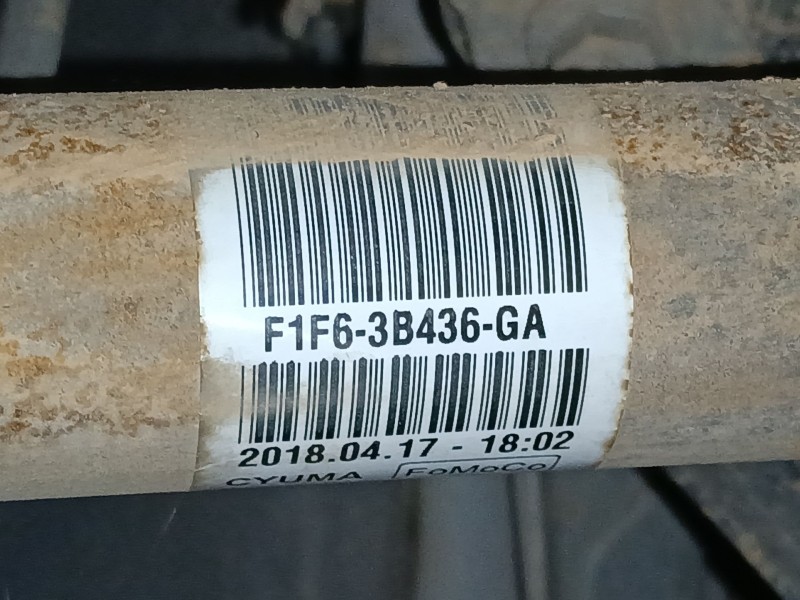 F1F6-3B436-GA
2018.04.17 - 18:02
CYUMA FoMoCo